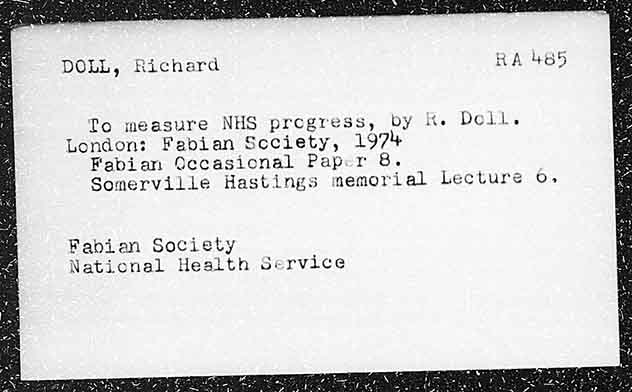 DOLL, Richard RA 485
To measure NHS progress, by R. Doll.
London: Fabian Society, 1974
Fabian Occasional Paper 8.
Somerville Hastings memorial Lecture 6.
Fabian Society
National Health Service